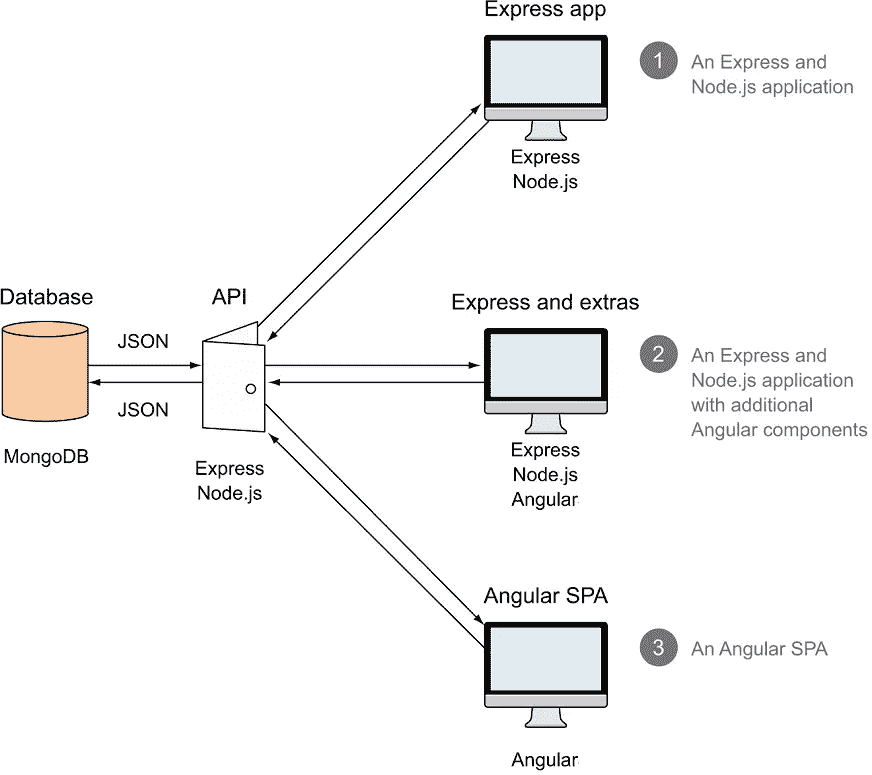 Express app
1
An Express and
Node.js application
Express
Node.js
Database
API
JSON
JSON
MongoDB
Express
Node.js
Express and extras
2
An Express and
Node.js application
with additional
Angular components
Express
Node.js
Angular
Angular SPA
3
An Angular SPA
Angular